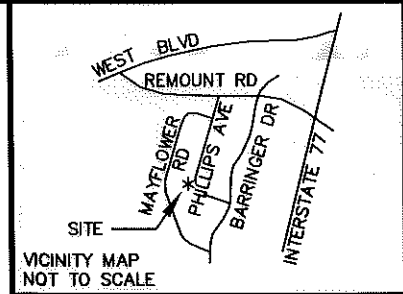 WEST BLVD
REMOUNT RD
MAYFLOWER RD
PHILLIPS AVE
BARRINGER DR
INTERSTATE 77
SITE
VICINITY MAP
NOT TO SCALE